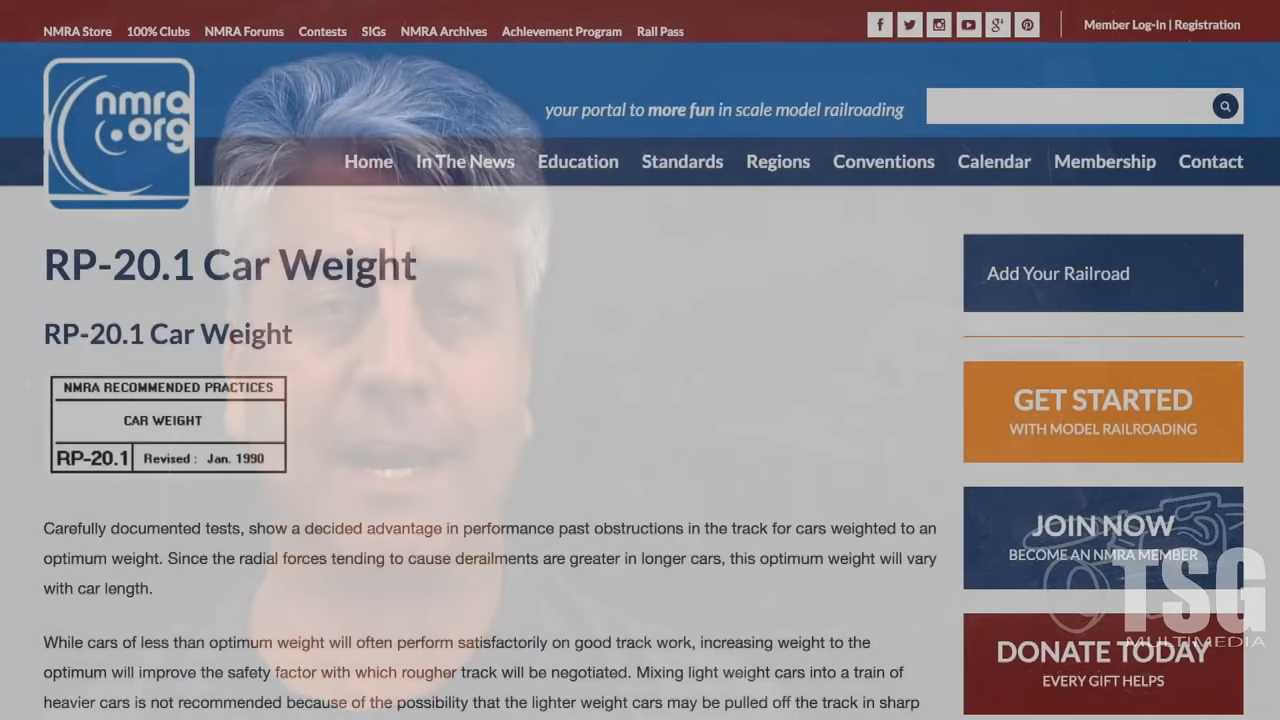 NMRA Store 100% Clubs NMRA Forums Contests SIGs NMRA Archives Achievement Program Rail Pass
Member Log-In | Registration
nmra
.org
your portal to more fun in scale model railroading
Home In The News Education Standards Regions Conventions Calendar Membership Contact
RP-20.1 Car Weight
RP-20.1 Car Weight
NMRA RECOMMENDED PRACTICES
CAR WEIGHT
RP-20.1 Revised : Jan. 1990
Carefully documented tests, show a decided advantage in performance past obstructions in the track for cars weighted to an
optimum weight. Since the radial forces tending to cause derailments are greater in longer cars, this optimum weight will vary
with car length.
While cars of less than optimum weight will often perform satisfactorily on good track work, increasing weight to the
optimum will improve the safety factor with which rougher track will be negotiated. Mixing light weight cars into a train of
heavier cars is not recommended because of the possibility that the lighter weight cars may be pulled off the track in sharp
Add Your Railroad
GET STARTED
WITH MODEL RAILROADING
JOIN NOW
BECOME AN NMRA MEMBER
DONATE TODAY
EVERY GIFT HELPS
TSG
MULTIMEDIA